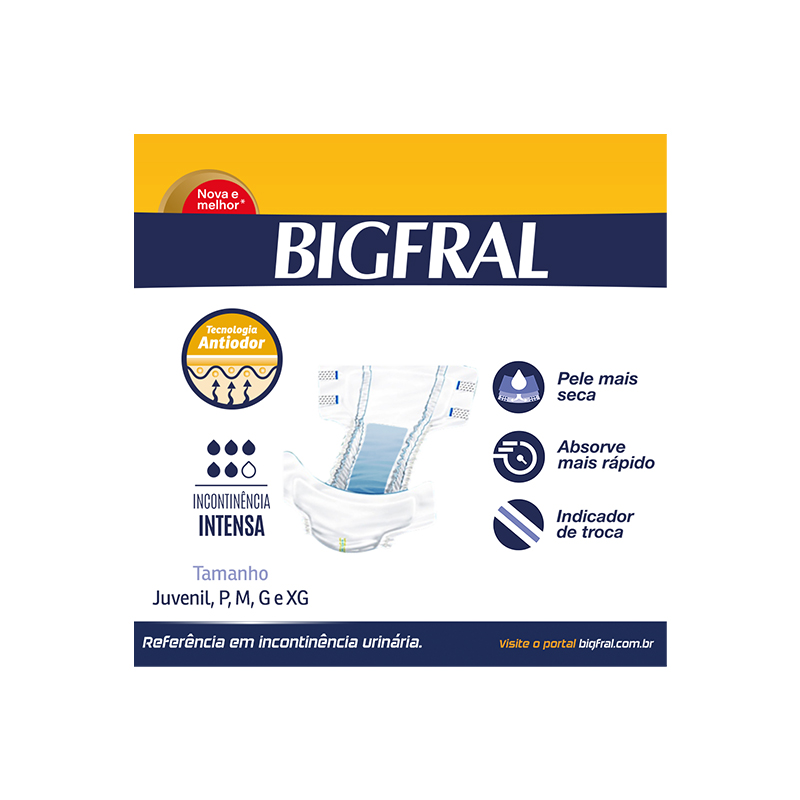 Nova e
melhor*
BIGFRAL
Tecnologia
Antiodor
Pele mais
seca
Absorve
mais rápido
INCONTINÊNCIA
INTENSA
Indicador
de troca
Tamanho
Juvenil, P, M, G e XG
Referência em incontinência urinária.
Visite o portal bigfral.com.br